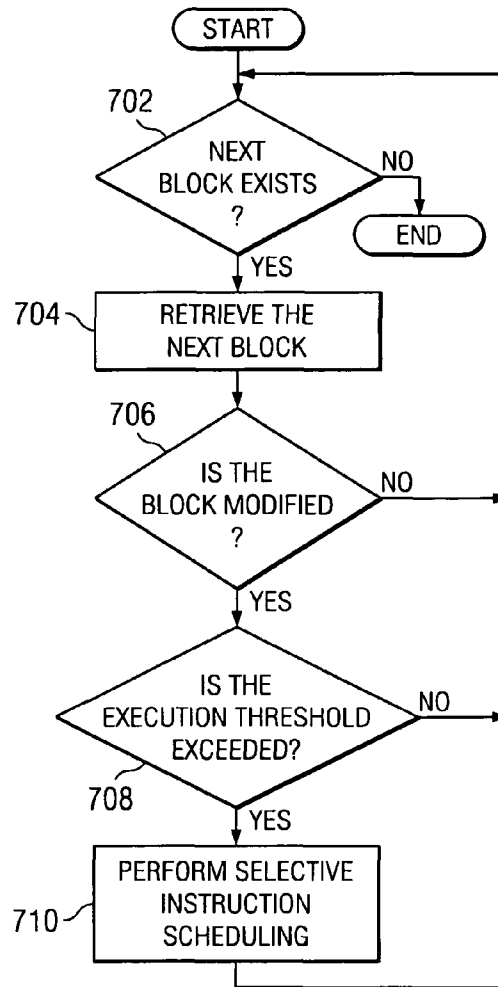 START
702
NEXT
BLOCK EXISTS
?
NO
END
YES
704
RETRIEVE THE
NEXT BLOCK
706
IS THE
BLOCK MODIFIED
?
NO
YES
IS THE
EXECUTION THRESHOLD
EXCEEDED?
NO
708
YES
710
PERFORM SELECTIVE
INSTRUCTION
SCHEDULING